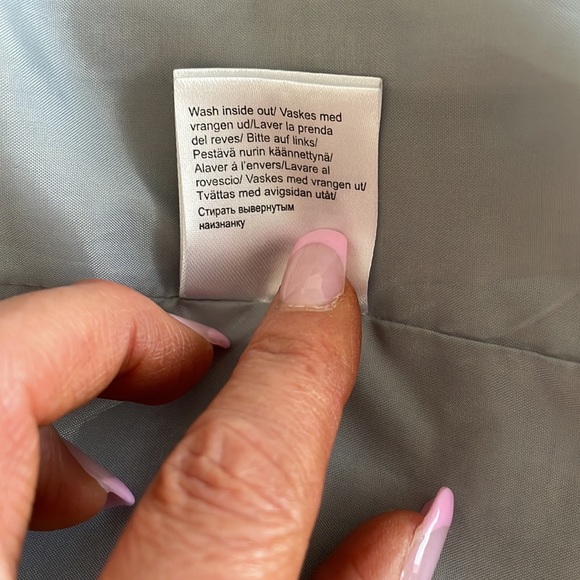 Wash inside out/ Vaskes med
vrangen ud/Laver la prenda
del reves/ Bitte auf links/
Pestävä nurin käännettynä/
Alaver á l'envers/Lavare al
rovescio/ Vaskes med vrangen ut/
Tvättas med avigsidan utåt/
Стирать вывернутым
наизнанку